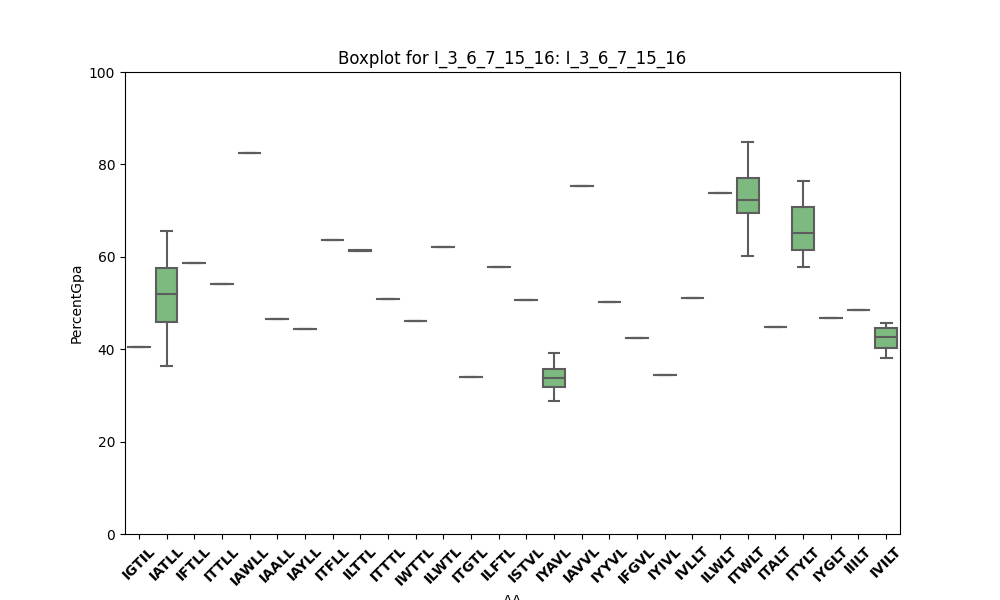 Boxplot for I_3_6_7_15_16: I_3_6_7_15_16
100
80
60
40
20
0
PercentGpa
IGTIL
IATLL
IFTLL
ITTLL
IAWLL
IAALL
IAYLL
ITFLL
ILTTL
ITTTL
IWTTL
ILWTL
ITGTL
ILFTL
ISTVL
IYAVL
IAVVL
IYYVL
IFGVL
IYIVL
IVLLT
ILWLT
ITWLT
ITALT
ITYLT
IYGLT
IIILT
IVILT
AA